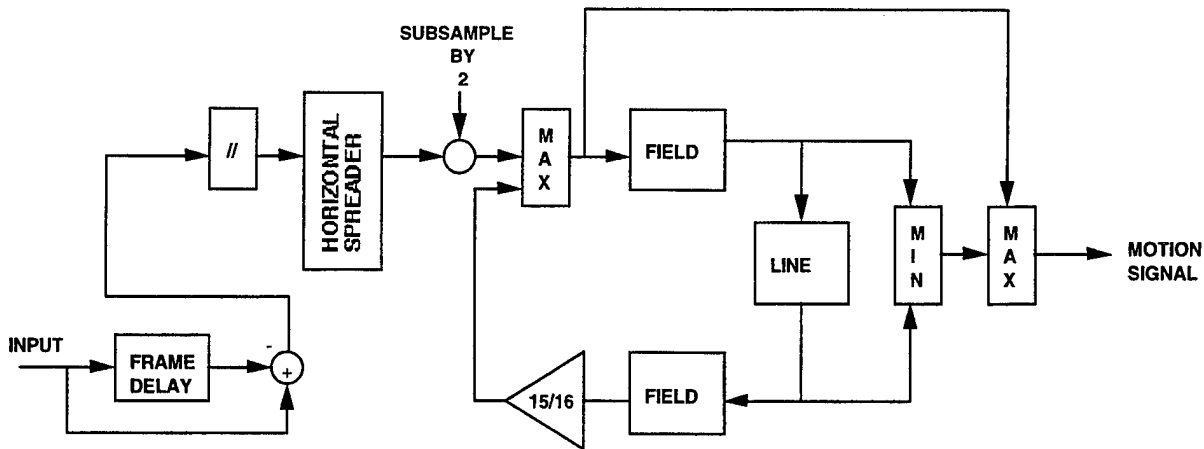 SUBSAMPLE
BY
2
//
HORIZONTAL
SPREADER
M
A
X
FIELD
LINE
M
I
N
M
A
X
MOTION
SIGNAL
INPUT
FRAME
DELAY
-
+
15/16
FIELD